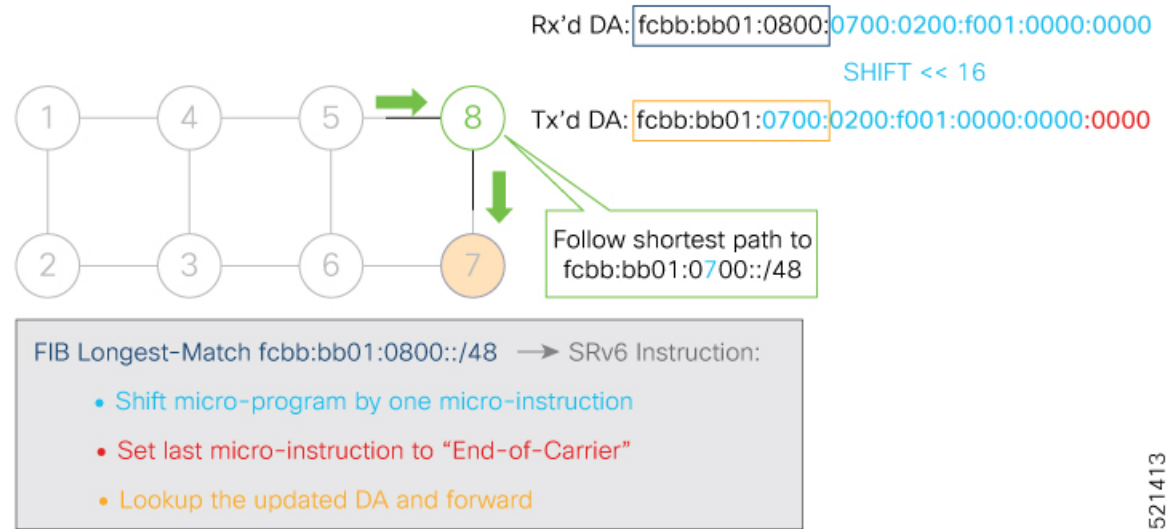 Rx'd DA: fcbb:bb01:0800:0700:0200:f001:0000:0000
SHIFT << 16
Tx'd DA: fcbb:bb01:0700:0200:f001:0000:0000:0000
1
4
5
8
2
3
6
7
Follow shortest path to
fcbb:bb01:0700::/48
FIB Longest-Match fcbb:bb01:0800::/48 → SRv6 Instruction:
• Shift micro-program by one micro-instruction
• Set last micro-instruction to “End-of-Carrier”
• Lookup the updated DA and forward
521413